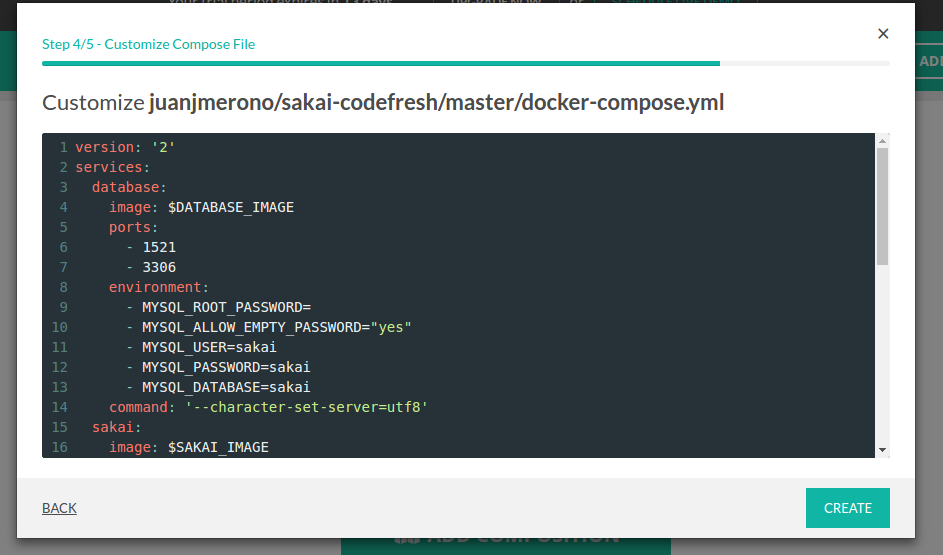 Step 4/5 - Customize Compose File
×
Customize juanjmerono/sakai-codefresh/master/docker-compose.yml
1 version: '2'
2 services:
3   database:
4     image: $DATABASE_IMAGE
5     ports:
6       - 1521
7       - 3306
8     environment:
9       - MYSQL_ROOT_PASSWORD=
10       - MYSQL_ALLOW_EMPTY_PASSWORD="yes"
11       - MYSQL_USER=sakai
12       - MYSQL_PASSWORD=sakai
13       - MYSQL_DATABASE=sakai
14     command: '--character-set-server=utf8'
15   sakai:
16     image: $SAKAI_IMAGE
BACK
CREATE
ADD COMPOSITION